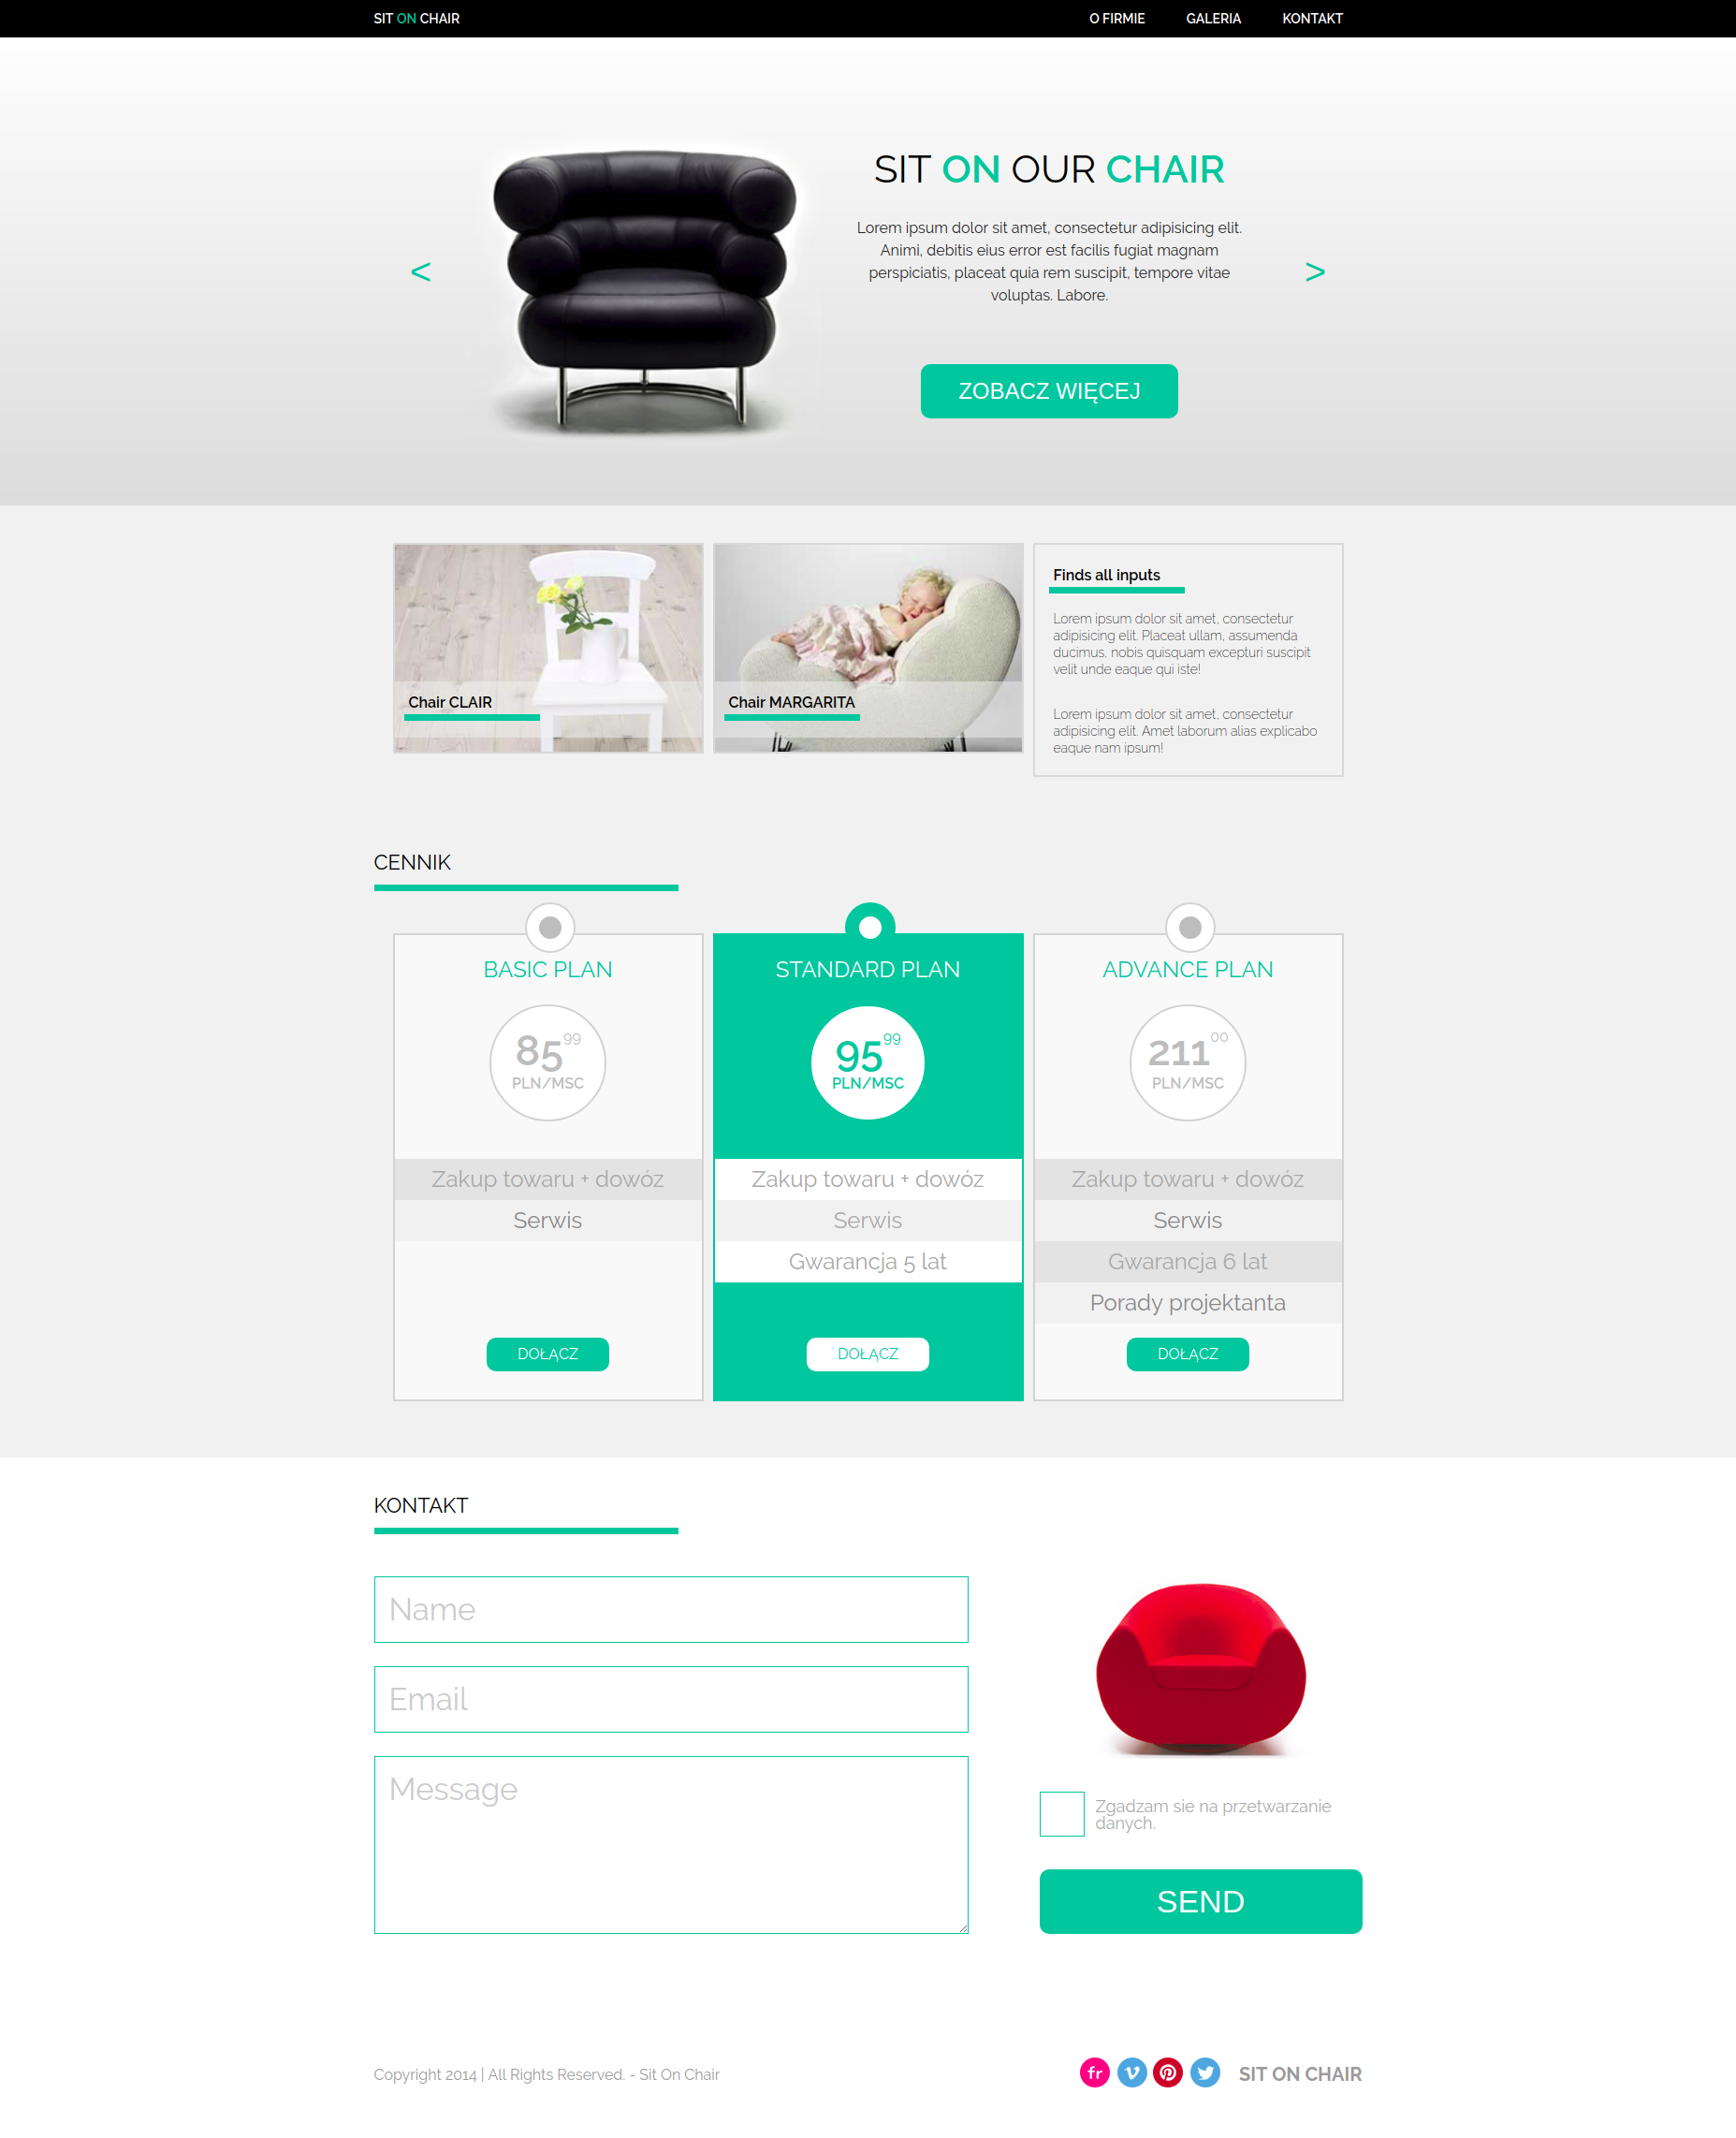 SIT ON CHAIR
O FIRMIE
GALERIA
KONTAKT
SIT ON OUR CHAIR
Lorem ipsum dolor sit amet, consectetur adipisicing elit.
Animi, debitis eius error est facilis fugiat magnam
perspiciatis, placeat quia rem suscipit, tempore vitae
voluptas. Labore.
<
>
ZOBACZ WIĘCEJ
Chair CLAIR
Chair MARGARITA
Finds all inputs
Lorem ipsum dolor sit amet, consectetur
adipisicing elit. Placeat ullam, assumenda
ducimus, nobis quisquam excepturi suscipit
velit unde eaque qui iste!
Lorem ipsum dolor sit amet, consectetur
adipisicing elit. Amet laborum alias explicabo
eaque nam ipsum!
CENNIK
BASIC PLAN
85 99
PLN/MSC
Zakup towaru + dowóz
Serwis
DOŁĄCZ
STANDARD PLAN
95 99
PLN/MSC
Zakup towaru + dowóz
Serwis
Gwarancja 5 lat
DOŁĄCZ
ADVANCE PLAN
211 00
PLN/MSC
Zakup towaru + dowóz
Serwis
Gwarancja 6 lat
Porady projektanta
DOŁĄCZ
KONTAKT
Name
Email
Message
Zgadzam sie na przetwarzanie
danych.
SEND
Copyright 2014 | All Rights Reserved. - Sit On Chair
fr
SIT ON CHAIR